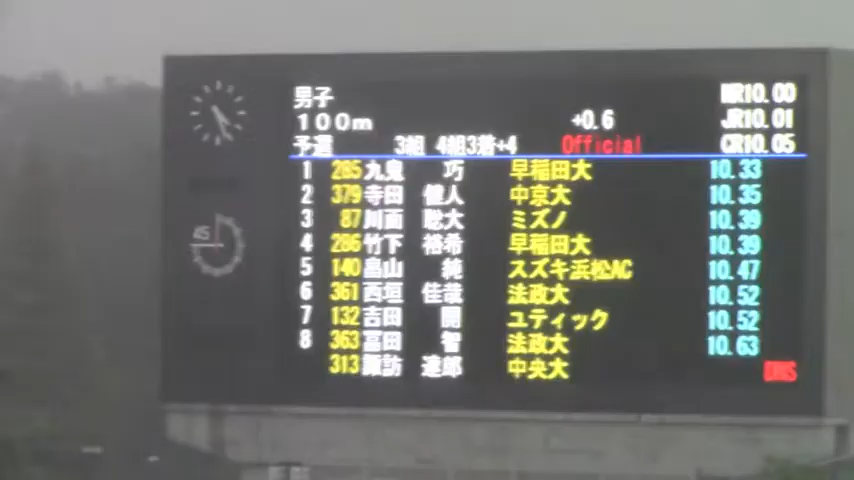 男子 NR10.00
100m +0.6 JR10.01
予選 3組 4組3着+4 Official CR10.05
1 285 九鬼 巧 早稲田大 10.33
2 379 寺田 健人 中京大 10.35
3 87 川面 聡大 ミズノ 10.39
4 286 竹下 裕希 早稲田大 10.39
5 140 畠山 純 スズキ浜松AC 10.47
6 361 西垣 佳哉 法政大 10.52
7 132 吉田 開 ユティック 10.52
8 363 冨田 智 法政大 10.63
313 諏訪 達郎 中央大 DNS
45